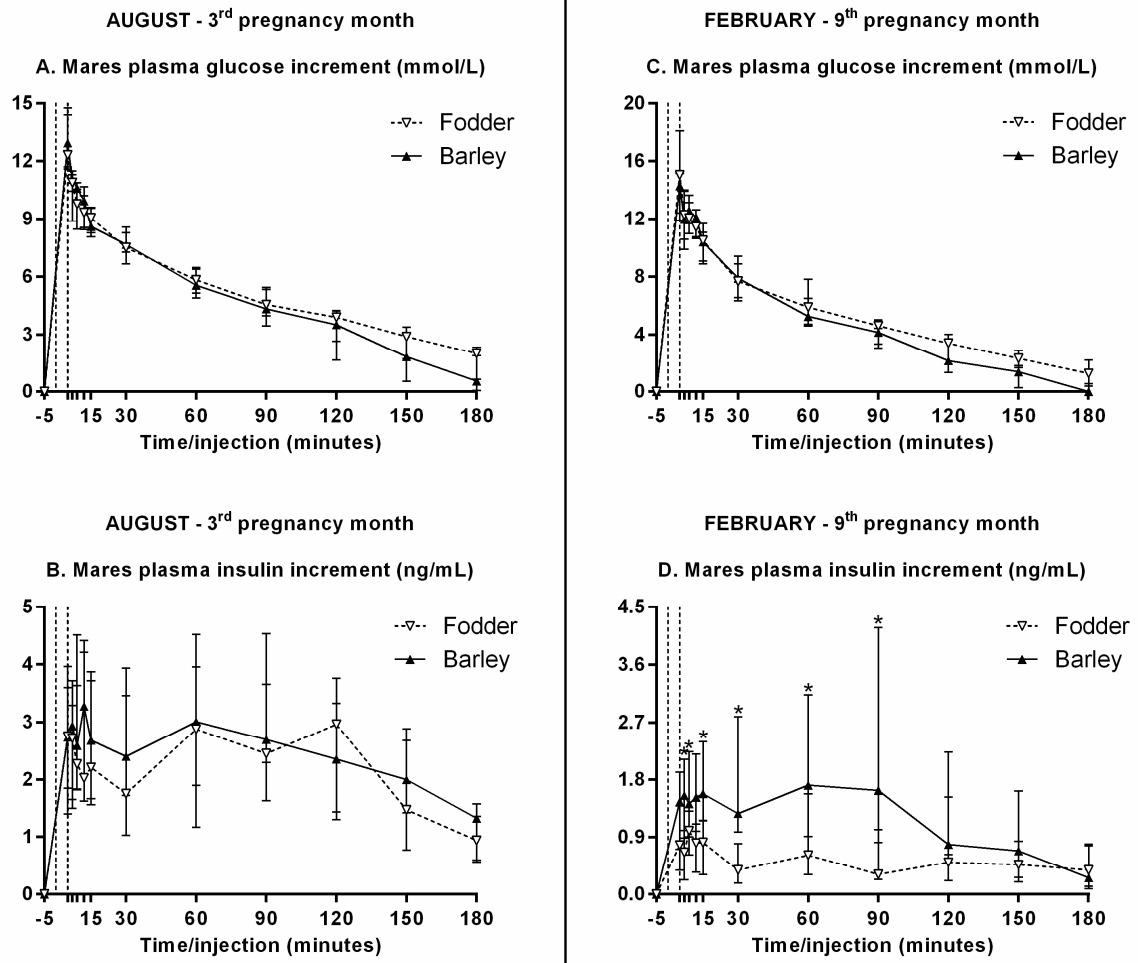 AUGUST - 3rd pregnancy month
A. Mares plasma glucose increment (mmol/L)
15
12
9
6
3
0
Fodder
Barley
-5 15 30 60 90 120 150 180
Time/injection (minutes)
FEBRUARY - 9th pregnancy month
C. Mares plasma glucose increment (mmol/L)
20
16
12
8
4
0
Fodder
Barley
-5 15 30 60 90 120 150 180
Time/injection (minutes)
AUGUST - 3rd pregnancy month
B. Mares plasma insulin increment (ng/mL)
5
4
3
2
1
0
Fodder
Barley
-5 15 30 60 90 120 150 180
Time/injection (minutes)
FEBRUARY - 9th pregnancy month
D. Mares plasma insulin increment (ng/mL)
4.5
3.6
2.7
1.8
0.9
0.0
Fodder
Barley
* * * * * *
-5 15 30 60 90 120 150 180
Time/injection (minutes)